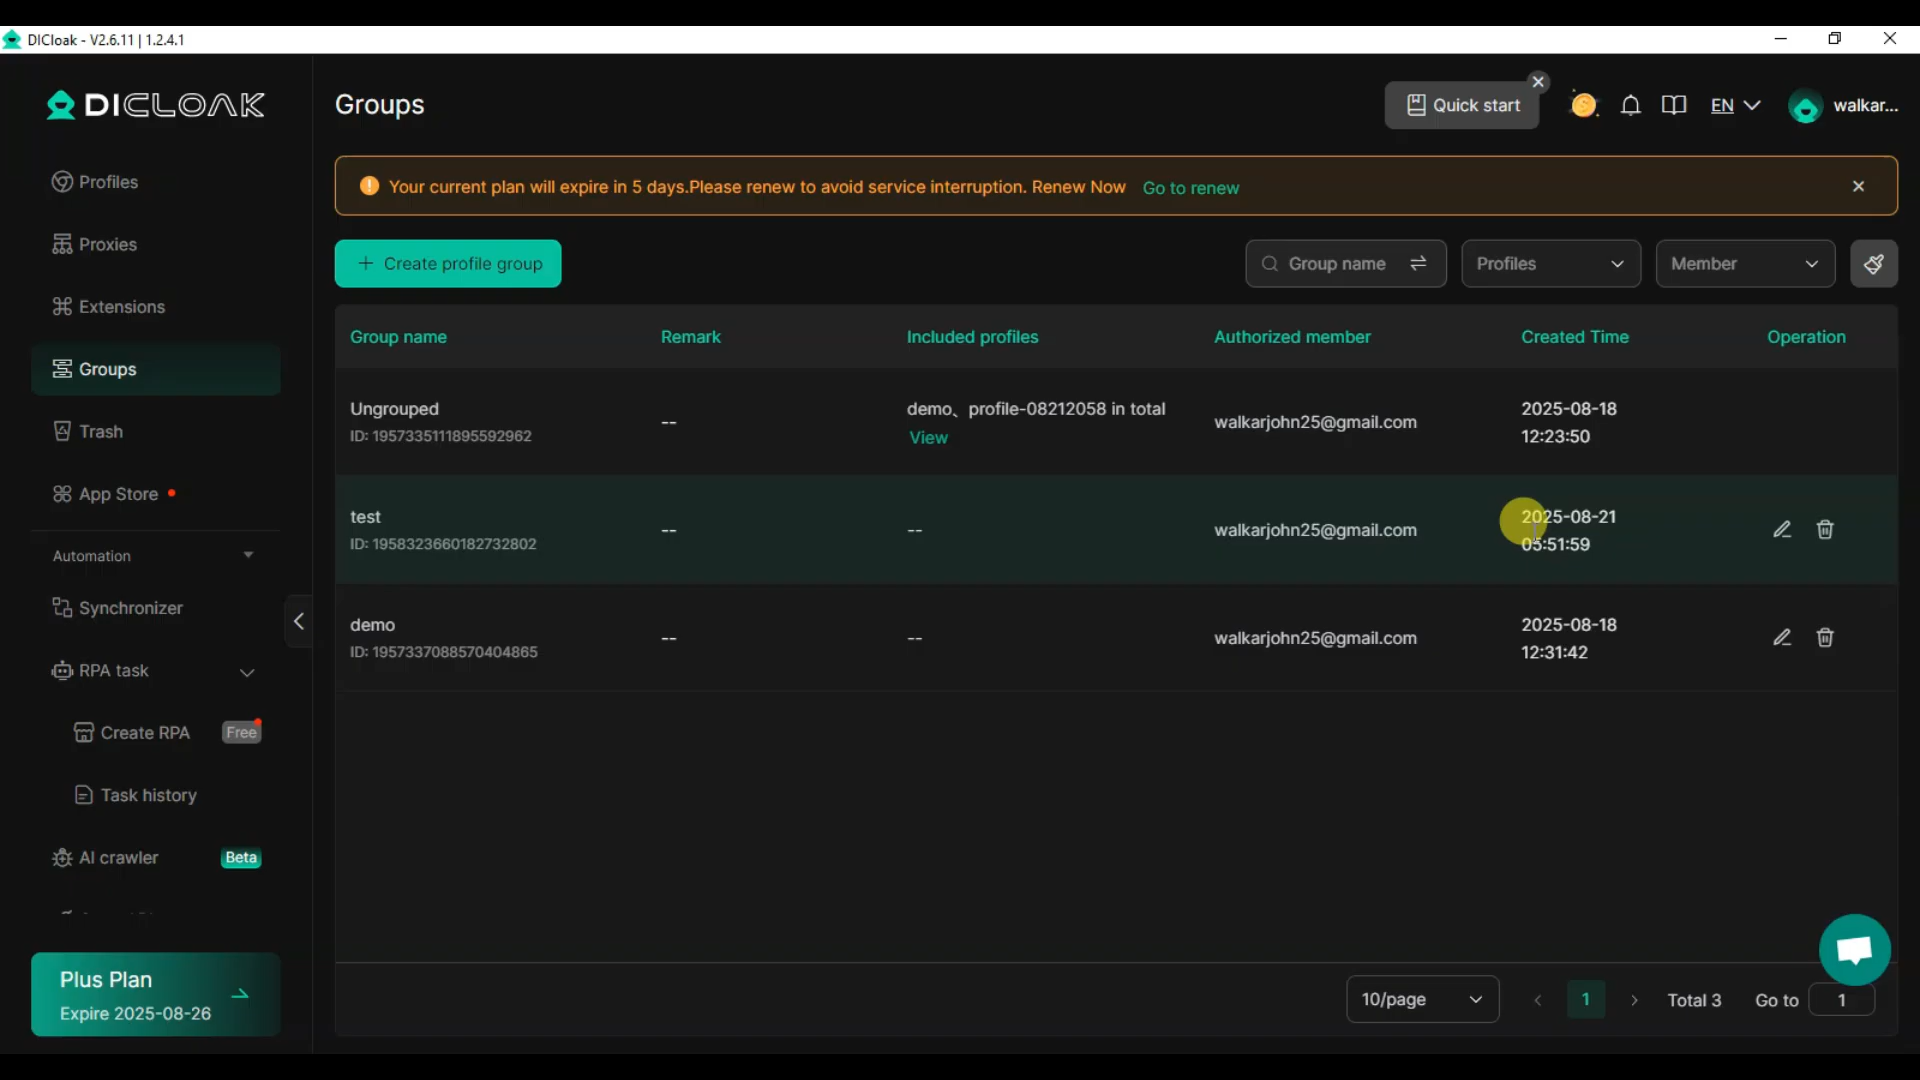 DICloak - V2.6.11 | 1.2.4.1
DICLOAK
Groups
Quick start
EN
walkar...
Profiles
Proxies
Extensions
Groups
Trash
App Store
Automation
Synchronizer
RPA task
Create RPA Free
Task history
AI crawler Beta
Plus Plan
Expire 2025-08-26
Your current plan will expire in 5 days.Please renew to avoid service interruption. Renew Now Go to renew
+ Create profile group
Group name
Profiles
Member
Group name Remark Included profiles Authorized member Created Time Operation
Ungrouped
ID: 1957335111895592962
--
demo、profile-08212058 in total
View
walkarjohn25@gmail.com
2025-08-18
12:23:50
test
ID: 1958323660182732802
--
--
walkarjohn25@gmail.com
2025-08-21
05:51:59
demo
ID: 1957337088570404865
--
--
walkarjohn25@gmail.com
2025-08-18
12:31:42
10/page
1
Total 3
Go to 1